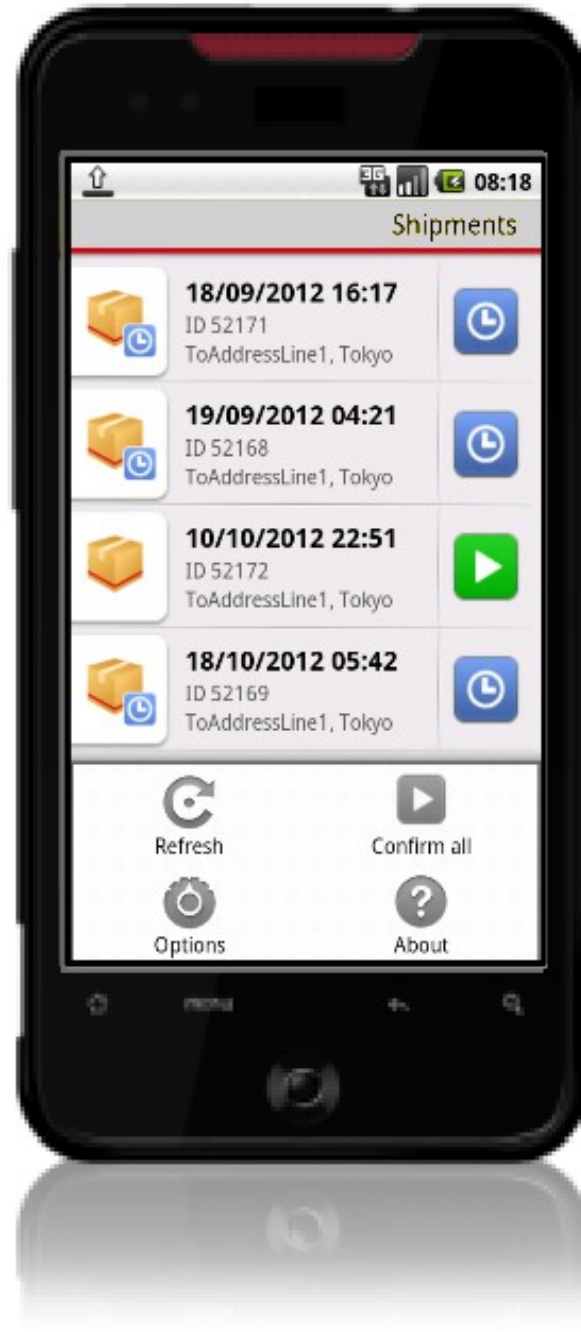 3G 08:18
Shipments
18/09/2012 16:17
ID 52171
ToAddressLine1, Tokyo
19/09/2012 04:21
ID 52168
ToAddressLine1, Tokyo
10/10/2012 22:51
ID 52172
ToAddressLine1, Tokyo
18/10/2012 05:42
ID 52169
ToAddressLine1, Tokyo
Refresh Confirm all
Options About
menu